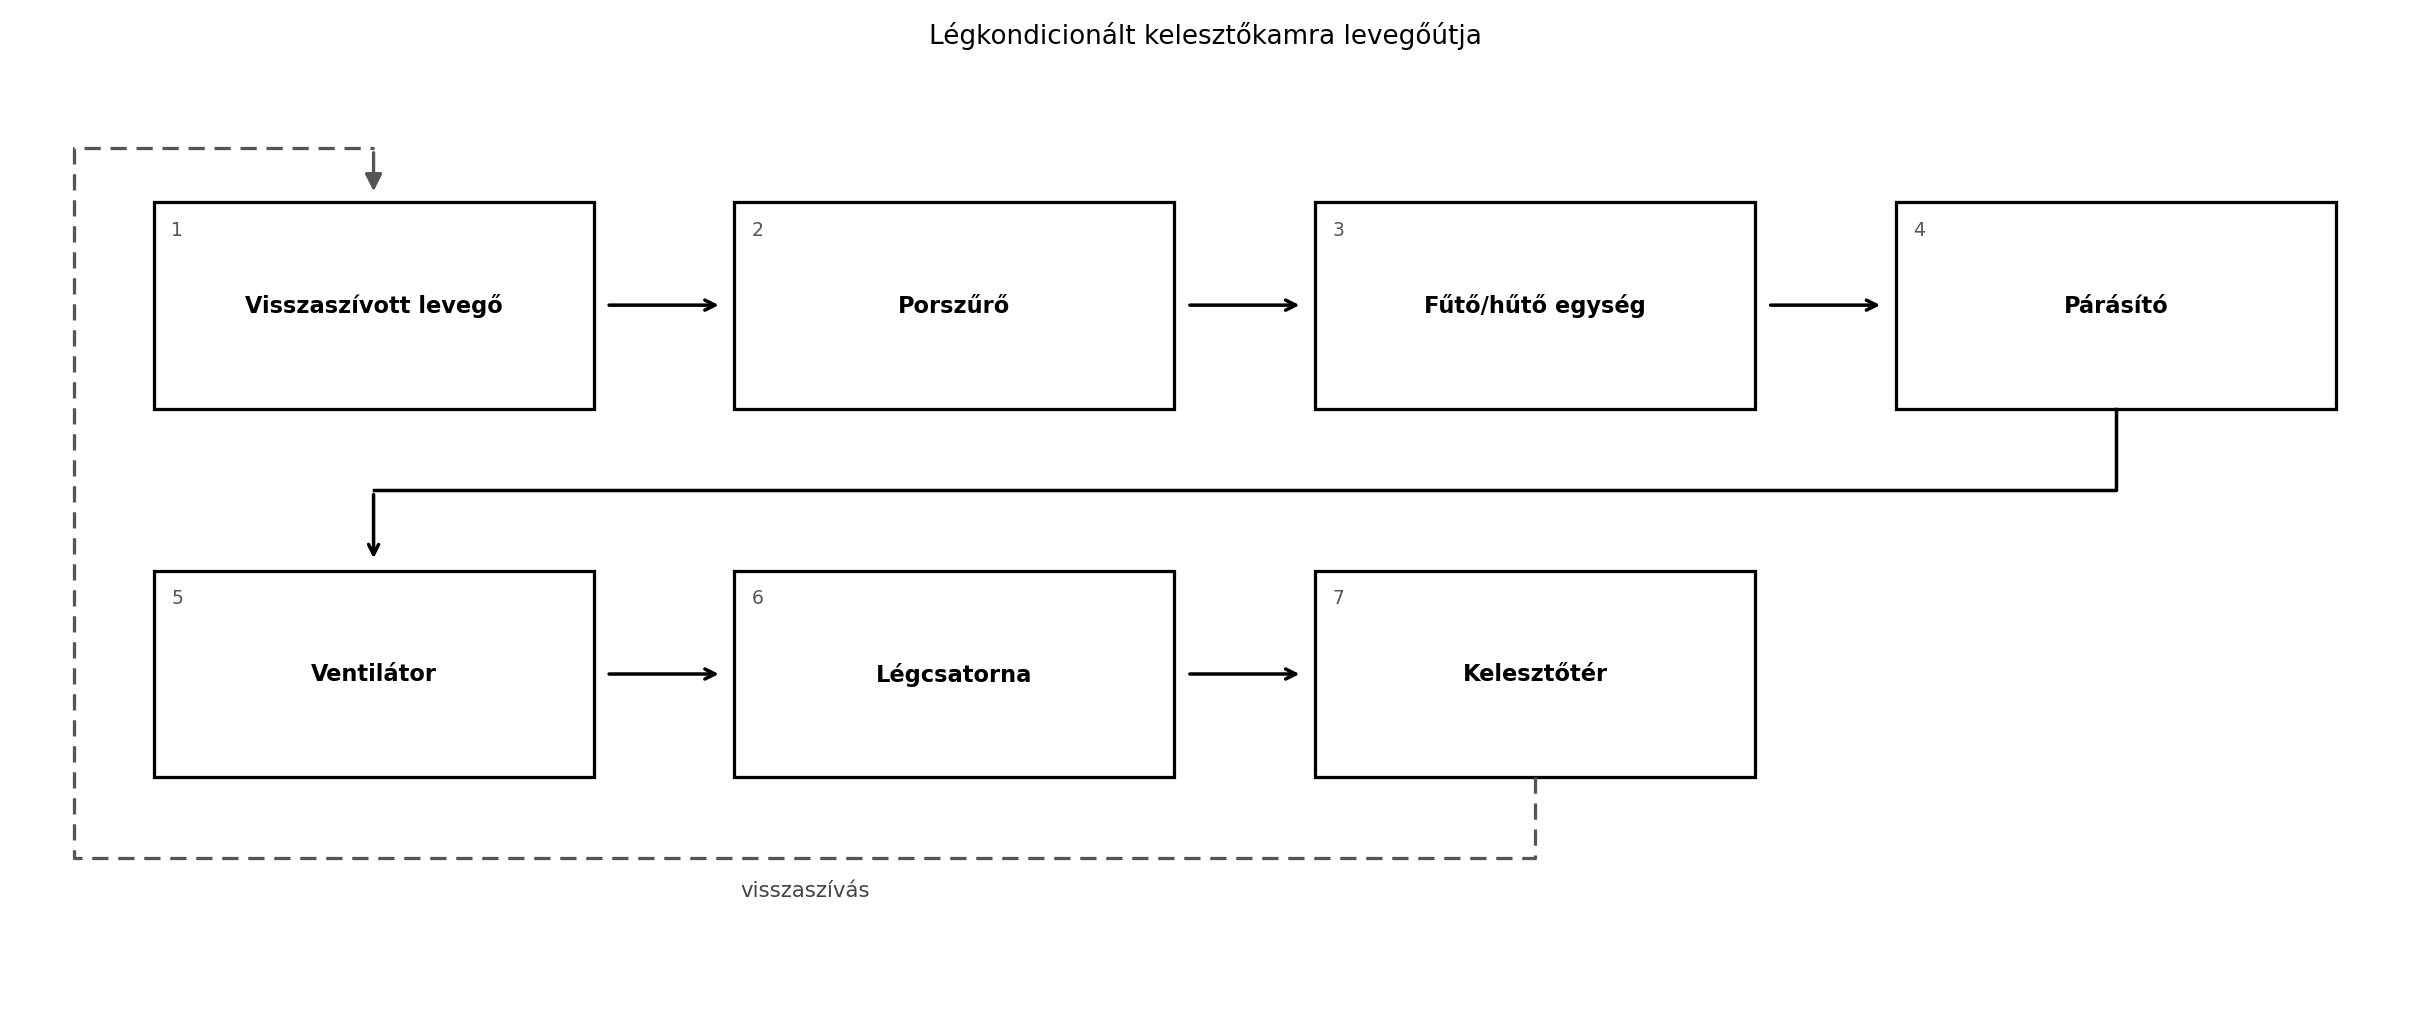 Légkondicionált kelesztőkamra levegőútja
1
Visszaszívott levegő
2
Porszűrő
3
Fűtő/hűtő egység
4
Párásító
5
Ventilátor
6
Légcsatorna
7
Kelesztőtér
visszaszívás